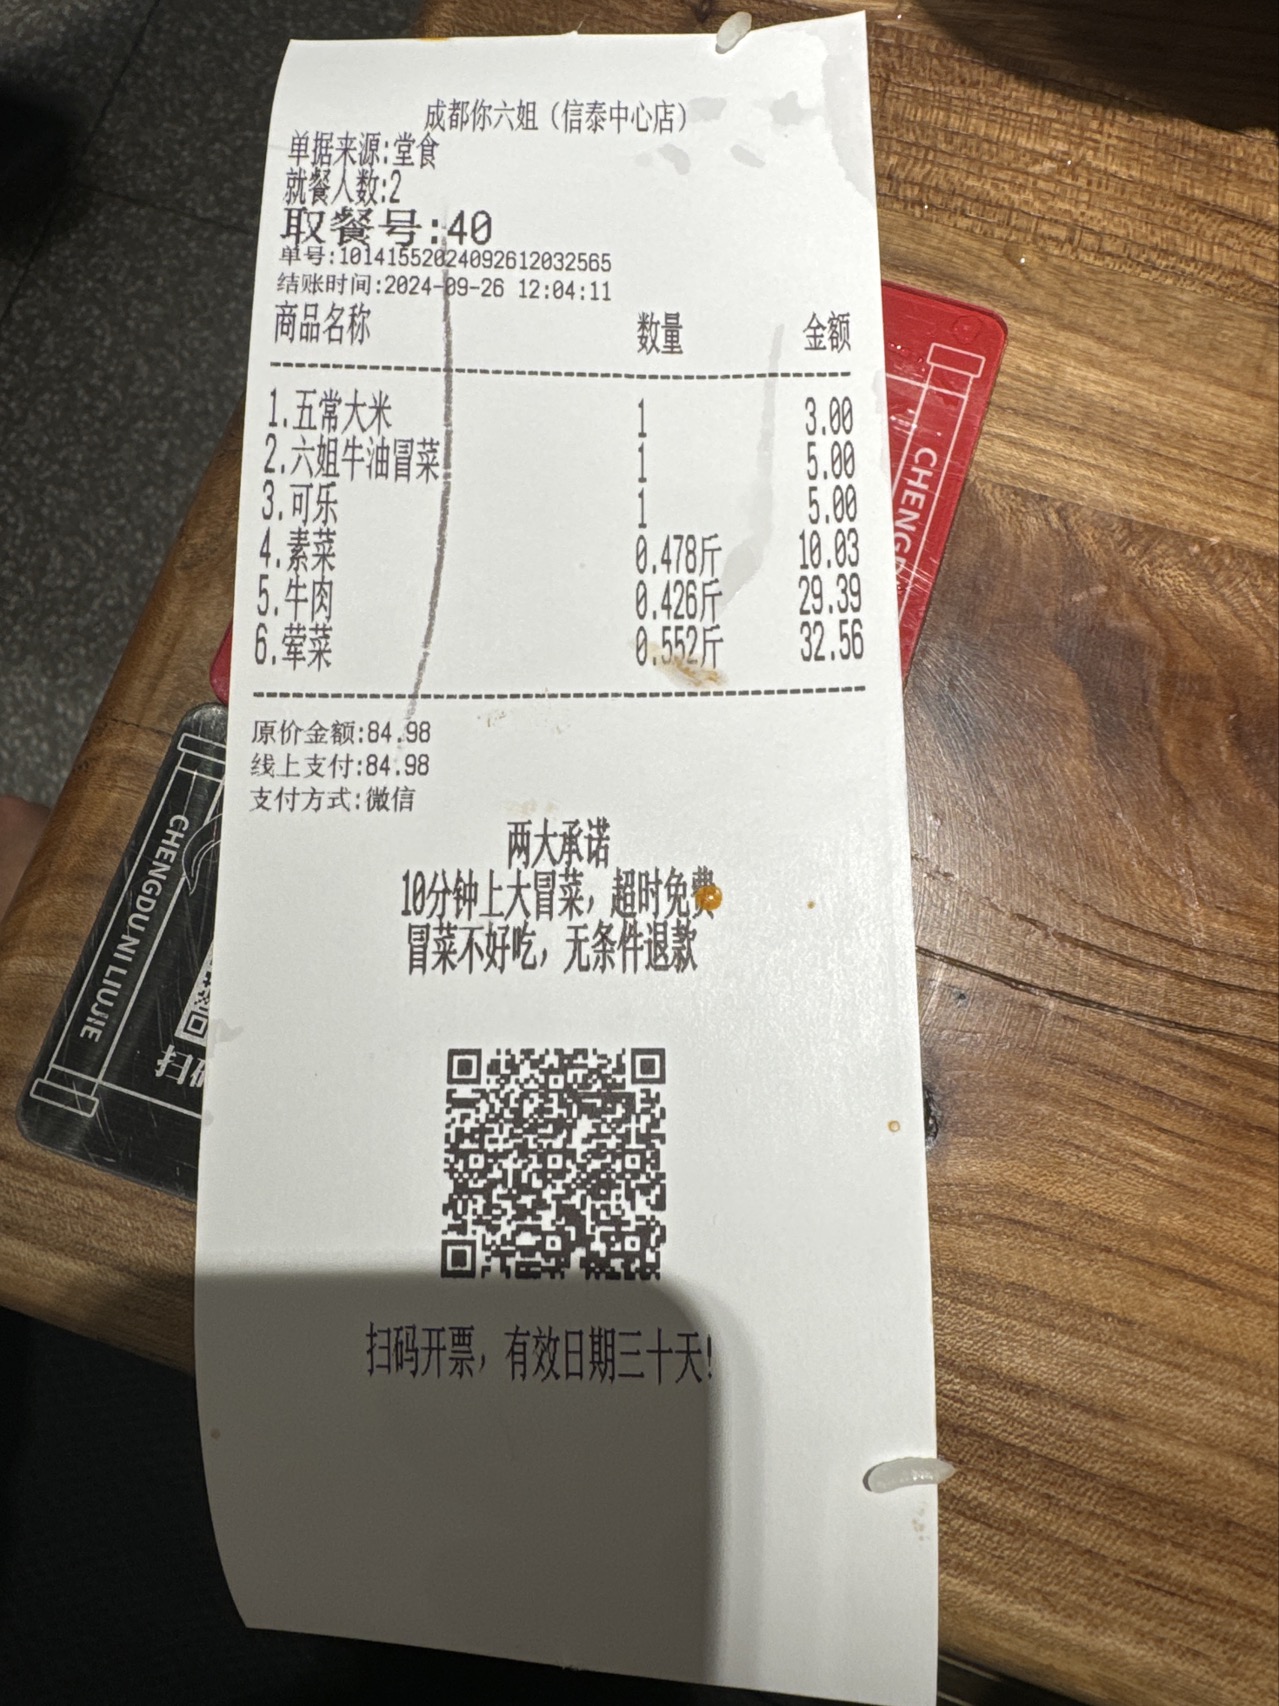 成都你六姐（信泰中心店）
单据来源:堂食
就餐人数:2
取餐号:40
单号:10141552024092612032565
结账时间:2024-09-26 12:04:11
商品名称 数量 金额
1.五常大米 1 3.00
2.六姐牛油冒菜 1 5.00
3.可乐 1 5.00
4.素菜 0.478斤 10.03
5.牛肉 0.426斤 29.39
6.荤菜 0.552斤 32.56
原价金额:84.98
线上支付:84.98
支付方式:微信
两大承诺
10分钟上大冒菜，超时免费
冒菜不好吃，无条件退款
扫码开票，有效日期三十天!
CHENGDU NI LIUJIE
CHENGDU